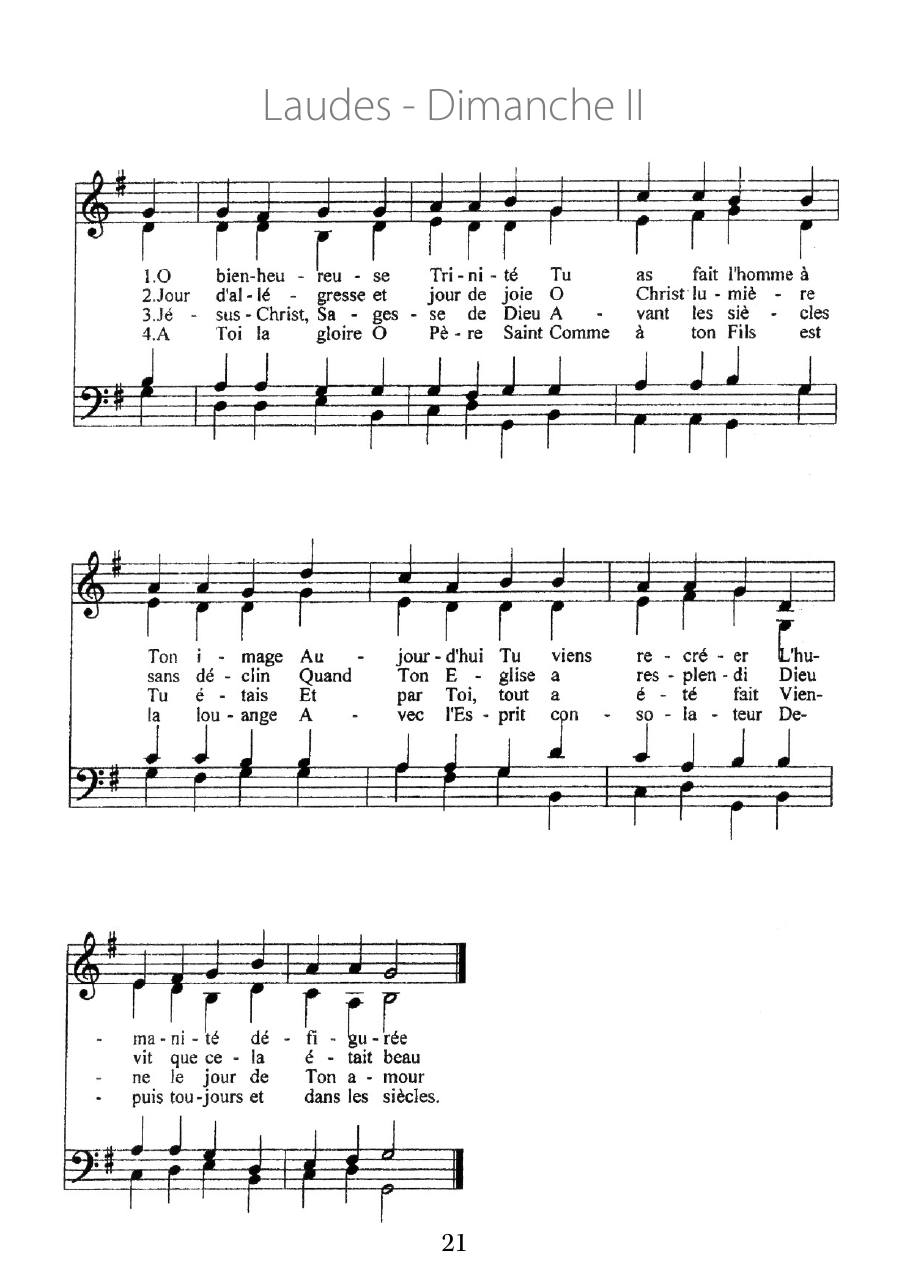 Laudes - Dimanche II
1.O bien-heu - reu - se Tri - ni - té Tu as fait l'homme à
2.Jour d'al - lé - gresse et jour de joie O Christ lu - miè - re
3.Jé - sus-Christ, Sa - ges - se de Dieu A - vant les siè - cles
4.A Toi la gloire O Pè - re Saint Comme à ton Fils est
Ton i - mage Au - jour - d'hui Tu viens re - cré - er L'hu-
sans dé - clin Quand Ton E - glise a res - plen - di Dieu
Tu é - tais Et par Toi, tout a é - té fait Vien-
la lou - ange A - vec l'Es - prit con - so - la - teur De-
- ma - ni - té dé - fi - gu - rée
vit que ce - la é - tait beau
- ne le jour de Ton a - mour
- puis tou - jours et dans les siècles.
21